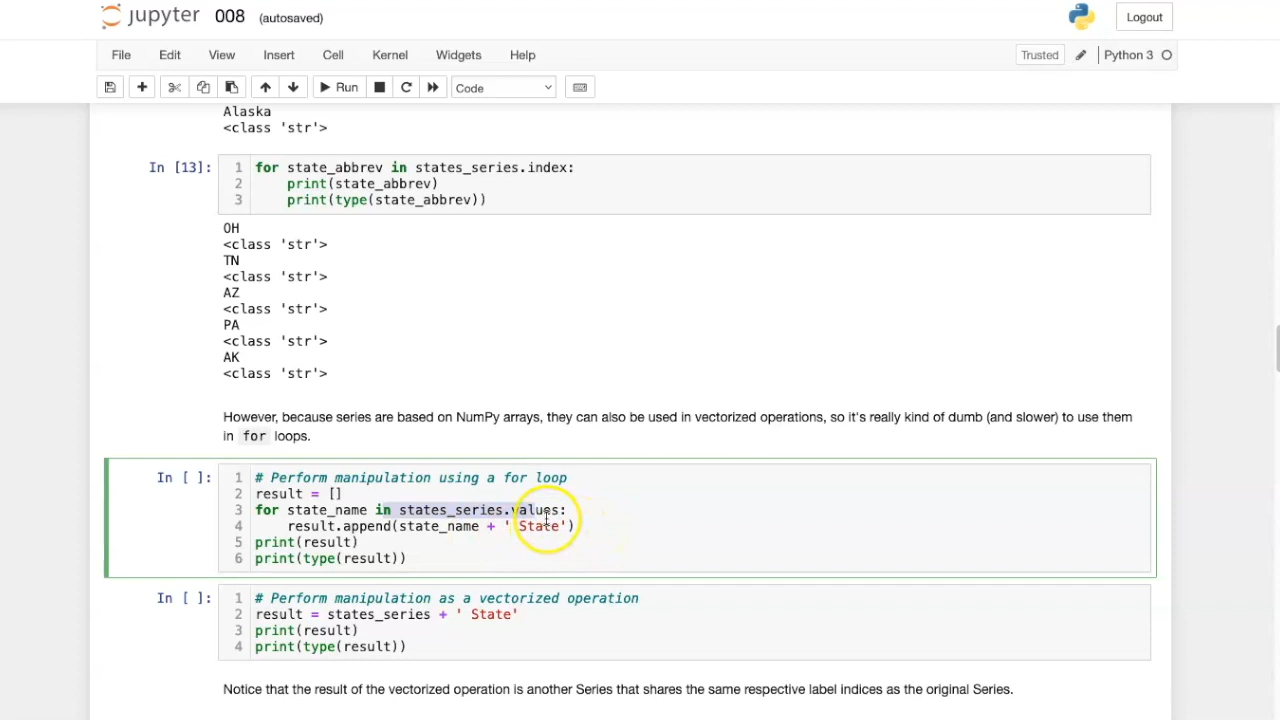 jupyter 008 (autosaved) Logout
File Edit View Insert Cell Kernel Widgets Help Trusted Python 3
Run Code
Alaska
<class 'str'>
In [13]: 1 for state_abbrev in states_series.index:
2 print(state_abbrev)
3 print(type(state_abbrev))
OH
<class 'str'>
TN
<class 'str'>
AZ
<class 'str'>
PA
<class 'str'>
AK
<class 'str'>
However, because series are based on NumPy arrays, they can also be used in vectorized operations, so it's really kind of dumb (and slower) to use them
in for loops.
In [ ]: 1 # Perform manipulation using a for loop
2 result = []
3 for state_name in states_series.values:
4 result.append(state_name + ' State')
5 print(result)
6 print(type(result))
In [ ]: 1 # Perform manipulation as a vectorized operation
2 result = states_series + ' State'
3 print(result)
4 print(type(result))
Notice that the result of the vectorized operation is another Series that shares the same respective label indices as the original Series.